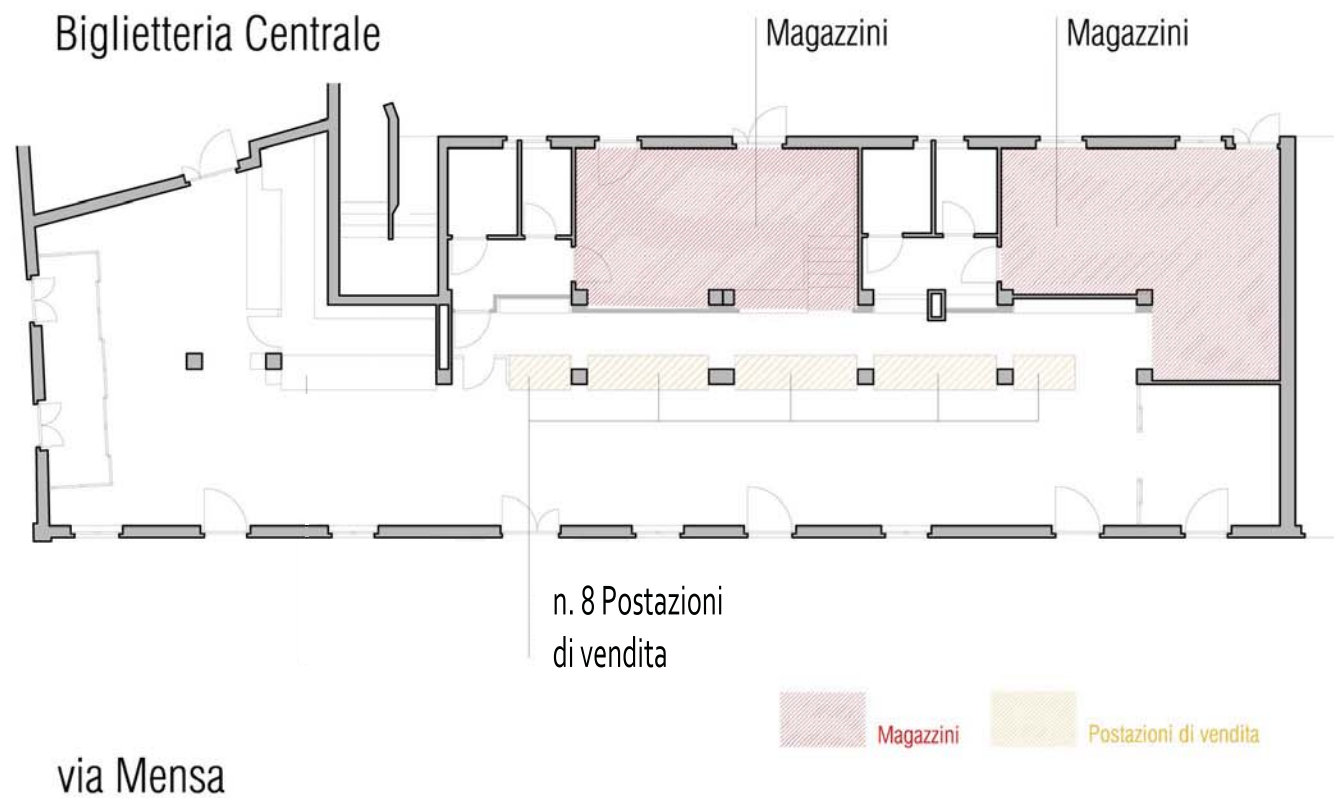 Biglietteria Centrale
Magazzini
Magazzini
n. 8 Postazioni
di vendita
Magazzini
Postazioni di vendita
via Mensa